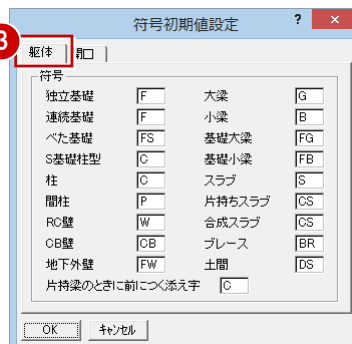 符号初期値設定 ? ×
3
躯体 開口
符号
独立基礎 F 大梁 G
連続基礎 F 小梁 B
べた基礎 FS 基礎大梁 FG
S基礎柱型 C 基礎小梁 FB
柱 C スラブ S
間柱 P 片持ちスラブ CS
RC壁 W 合成スラブ CS
CB壁 CB ブレース BR
地下外壁 FW 土間 DS
片持梁のときに前につく添え字 C
OK キャンセル